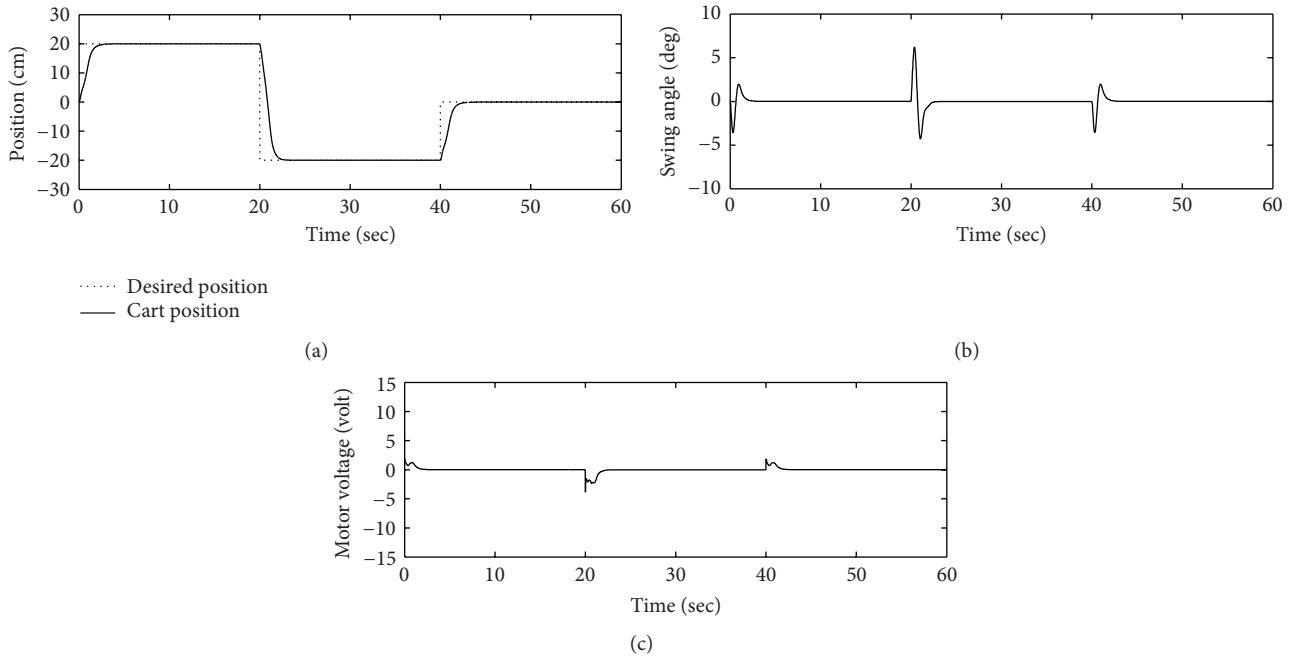 30
20
10
0
−10
−20
−30
Position (cm)
0 10 20 30 40 50 60
Time (sec)
Desired position
Cart position
(a)
10
5
0
−5
−10
Swing angle (deg)
0 10 20 30 40 50 60
Time (sec)
(b)
15
10
5
0
−5
−10
−15
Motor voltage (volt)
0 10 20 30 40 50 60
Time (sec)
(c)